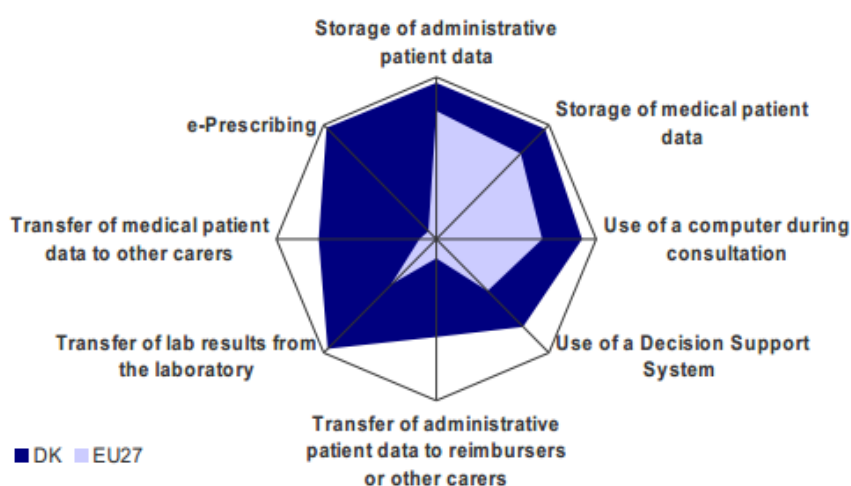 Storage of administrative
patient data
Storage of medical patient
data
Use of a computer during
consultation
Use of a Decision Support
System
Transfer of administrative
patient data to reimbursers
or other carers
Transfer of lab results from
the laboratory
Transfer of medical patient
data to other carers
e-Prescribing
DK EU27